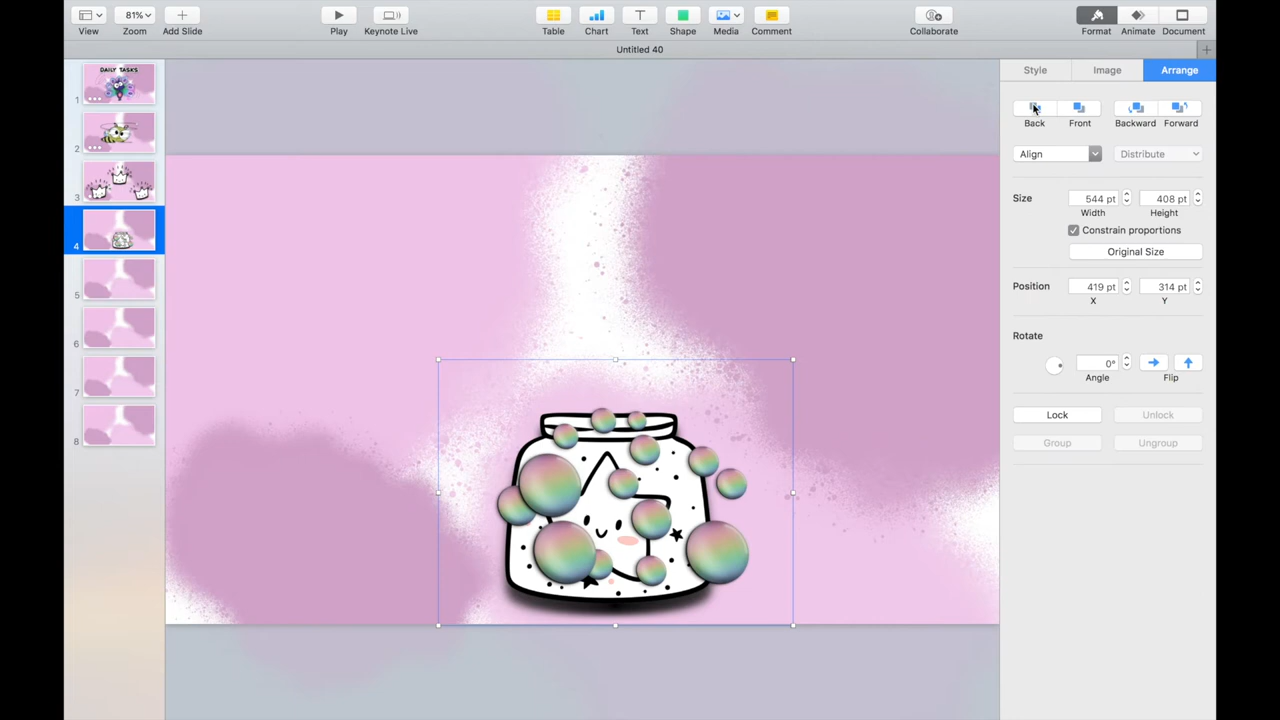 View
81%
Zoom
Add Slide
Play
Keynote Live
Table
Chart
Text
Shape
Media
Comment
Collaborate
Format
Animate
Document
Untitled 40
1
DAILY TASKS
2
3
4
5
6
7
8
Style
Image
Arrange
Back
Front
Backward
Forward
Align
Distribute
Size
544 pt
408 pt
Width
Height
Constrain proportions
Original Size
Position
419 pt
314 pt
X
Y
Rotate
0°
Angle
Flip
Lock
Unlock
Group
Ungroup